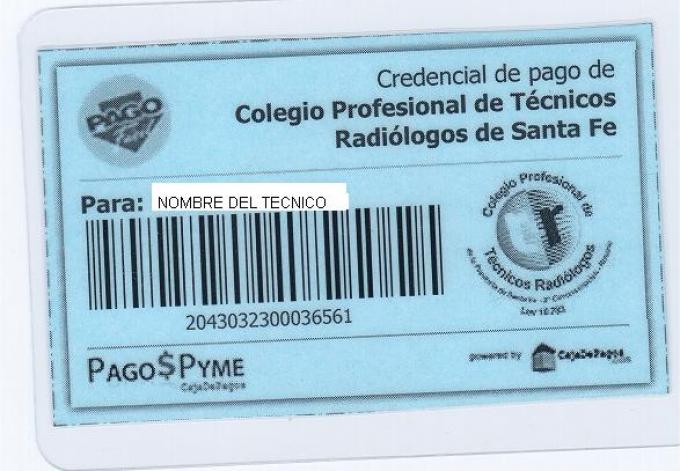 PAGO
Credencial de pago de
Colegio Profesional de Técnicos
Radiólogos de Santa Fe
Para: NOMBRE DEL TECNICO
2043032300036561
Colegio Profesional de
Técnicos Radiólogos
PAGO$PYME
CajaDePagos
powered by CajaDePagos